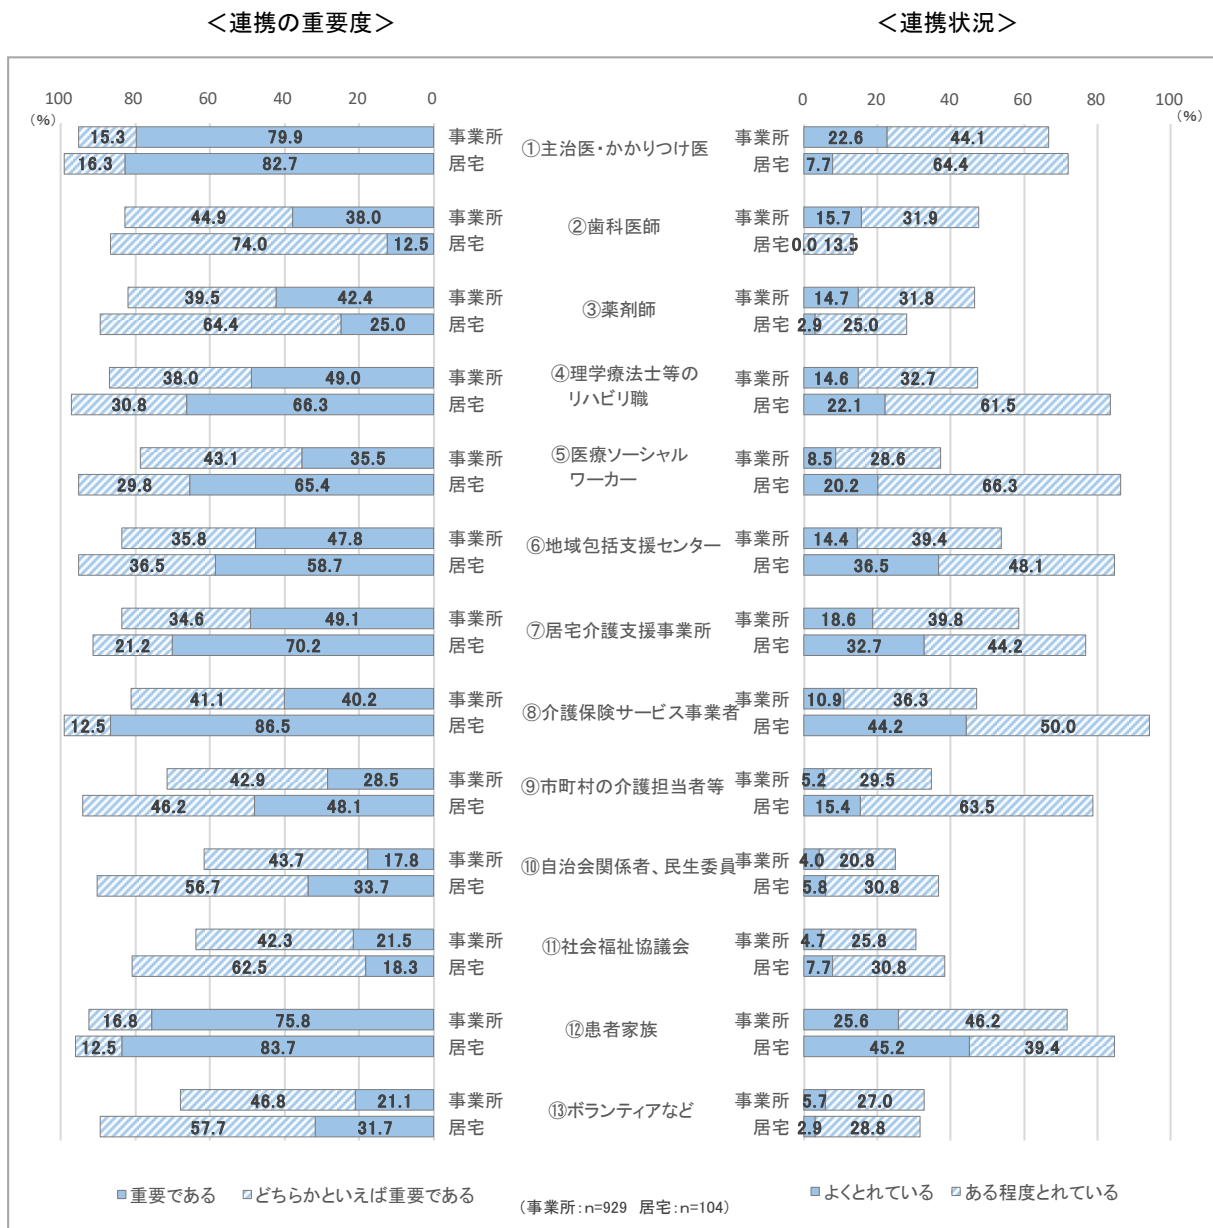 ＜連携の重要度＞ ＜連携状況＞
100 80 60 40 20 0 0 20 40 60 80 100
(%) (%)
15.3 79.9 事業所 ①主治医・かかりつけ医 事業所 22.6 44.1
16.3 82.7 居宅 居宅 7.7 64.4
44.9 38.0 事業所 ②歯科医師 事業所 15.7 31.9
74.0 12.5 居宅 居宅 0.0 13.5
39.5 42.4 事業所 ③薬剤師 事業所 14.7 31.8
64.4 25.0 居宅 居宅 2.9 25.0
38.0 49.0 事業所 ④理学療法士等の 事業所 14.6 32.7
30.8 66.3 居宅 リハビリ職 居宅 22.1 61.5
43.1 35.5 事業所 ⑤医療ソーシャル 事業所 8.5 28.6
29.8 65.4 居宅 ワーカー 居宅 20.2 66.3
35.8 47.8 事業所 ⑥地域包括支援センター 事業所 14.4 39.4
36.5 58.7 居宅 居宅 36.5 48.1
34.6 49.1 事業所 ⑦居宅介護支援事業所 事業所 18.6 39.8
21.2 70.2 居宅 居宅 32.7 44.2
41.1 40.2 事業所 ⑧介護保険サービス事業者 事業所 10.9 36.3
12.5 86.5 居宅 居宅 44.2 50.0
42.9 28.5 事業所 ⑨市町村の介護担当者等 事業所 5.2 29.5
46.2 48.1 居宅 居宅 15.4 63.5
43.7 17.8 事業所 ⑩自治会関係者、民生委員 事業所 4.0 20.8
56.7 33.7 居宅 居宅 5.8 30.8
42.3 21.5 事業所 ⑪社会福祉協議会 事業所 4.7 25.8
62.5 18.3 居宅 居宅 7.7 30.8
16.8 75.8 事業所 ⑫患者家族 事業所 25.6 46.2
12.5 83.7 居宅 居宅 45.2 39.4
46.8 21.1 事業所 ⑬ボランティアなど 事業所 5.7 27.0
57.7 31.7 居宅 居宅 2.9 28.8
重要である どちらかといえば重要である (事業所：n=929 居宅：n=104) よくとれている ある程度とれている